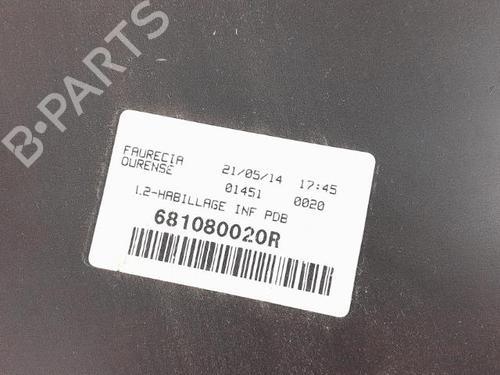 B-PARTS
FAURECIA
OURENSE
21/05/14 17:45
01451 0020
1.2-HABILLAGE INF PDB
681080020R